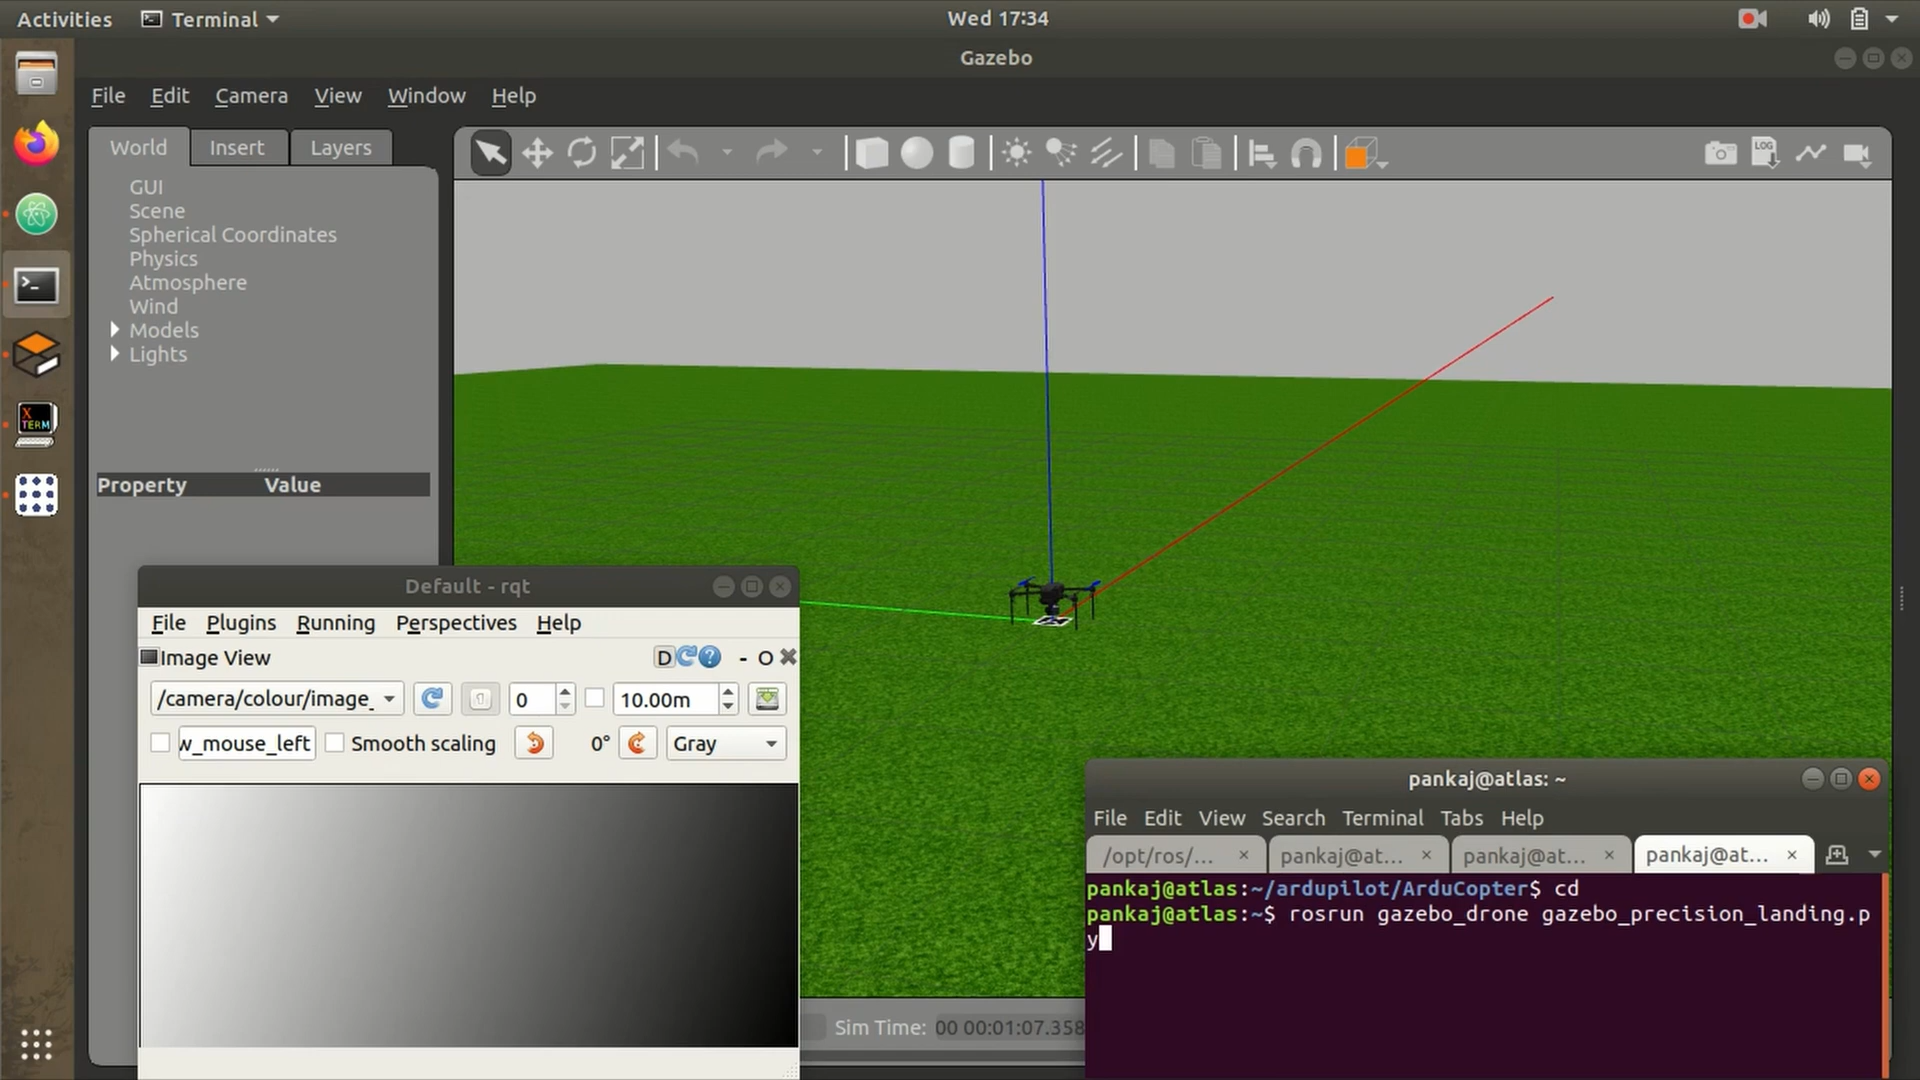 Activities Terminal Wed 17:34
Gazebo
File Edit Camera View Window Help
World Insert Layers
LOG
GUI
Scene
Spherical Coordinates
Physics
Atmosphere
Wind
Models
Lights
X
TERM
Property Value
Default - rqt
File Plugins Running Perspectives Help
Image View D ? - O
/camera/colour/image_ 0 10.00m
w_mouse_left Smooth scaling 0° Gray
Sim Time: 00 00:01:07.358
pankaj@atlas: ~
File Edit View Search Terminal Tabs Help
/opt/ros/... pankaj@at... pankaj@at... pankaj@at...
pankaj@atlas:~/ardupilot/ArduCopter$ cd
pankaj@atlas:~$ rosrun gazebo_drone gazebo_precision_landing.p
y